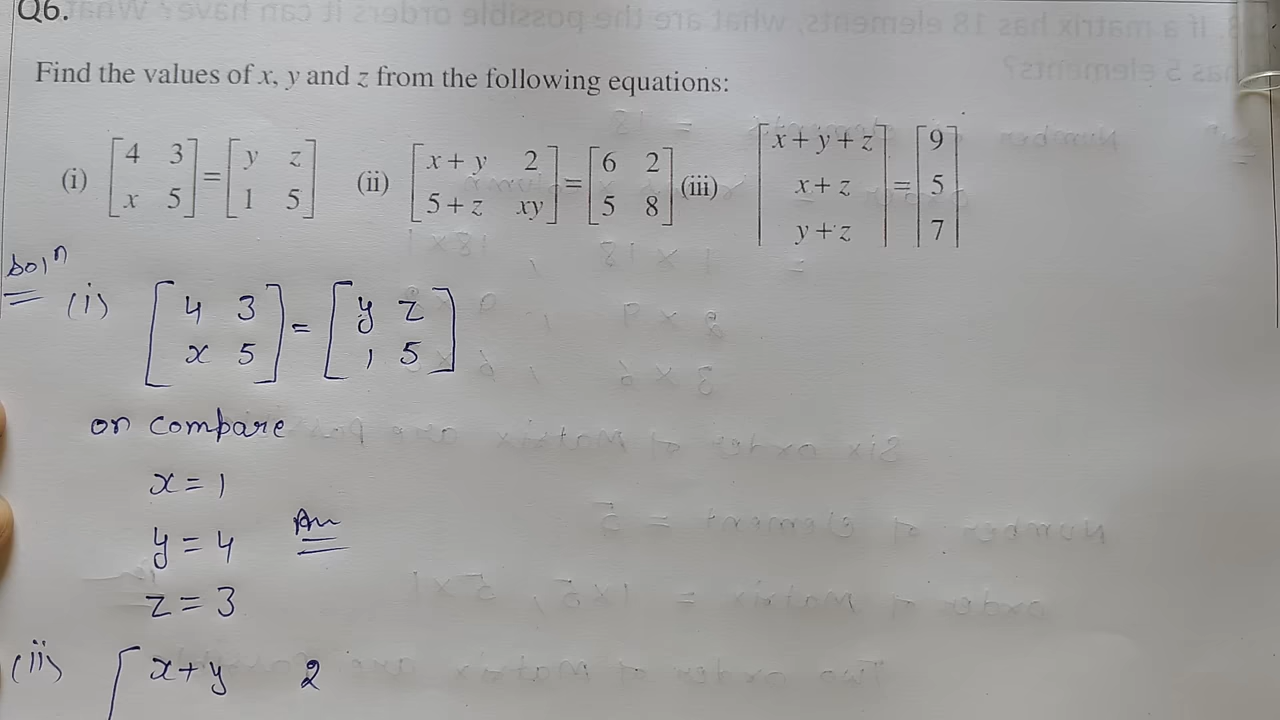 Q6.
Find the values of x, y and z from the following equations:
(i) [4 3; x 5] = [y z; 1 5] (ii) [x + y 2; 5 + z xy] = [6 2; 5 8] (iii) [x + y + z; x + z; y + z] = [9; 5; 7]
Solⁿ
(i) [4 3; x 5] = [y z; 1 5]
on compare
x = 1
y = 4 Ans
z = 3
(ii) [x+y 2